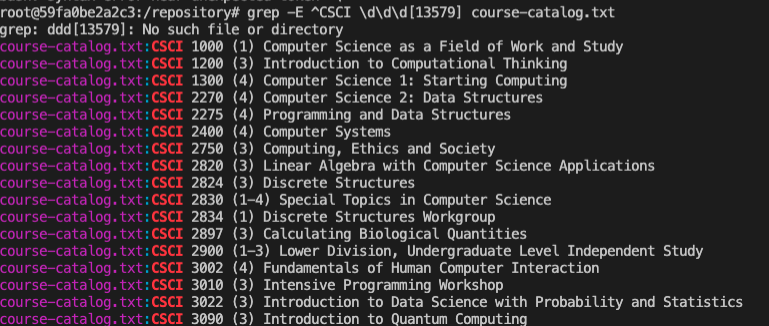 root@59fa0be2a2c3:/repository# grep -E ^CSCI \d\d\d[13579] course-catalog.txt
grep: ddd[13579]: No such file or directory
course-catalog.txt:CSCI 1000 (1) Computer Science as a Field of Work and Study
course-catalog.txt:CSCI 1200 (3) Introduction to Computational Thinking
course-catalog.txt:CSCI 1300 (4) Computer Science 1: Starting Computing
course-catalog.txt:CSCI 2270 (4) Computer Science 2: Data Structures
course-catalog.txt:CSCI 2275 (4) Programming and Data Structures
course-catalog.txt:CSCI 2400 (4) Computer Systems
course-catalog.txt:CSCI 2750 (3) Computing, Ethics and Society
course-catalog.txt:CSCI 2820 (3) Linear Algebra with Computer Science Applications
course-catalog.txt:CSCI 2824 (3) Discrete Structures
course-catalog.txt:CSCI 2830 (1-4) Special Topics in Computer Science
course-catalog.txt:CSCI 2834 (1) Discrete Structures Workgroup
course-catalog.txt:CSCI 2897 (3) Calculating Biological Quantities
course-catalog.txt:CSCI 2900 (1-3) Lower Division, Undergraduate Level Independent Study
course-catalog.txt:CSCI 3002 (4) Fundamentals of Human Computer Interaction
course-catalog.txt:CSCI 3010 (3) Intensive Programming Workshop
course-catalog.txt:CSCI 3022 (3) Introduction to Data Science with Probability and Statistics
course-catalog.txt:CSCI 3090 (3) Introduction to Quantum Computing